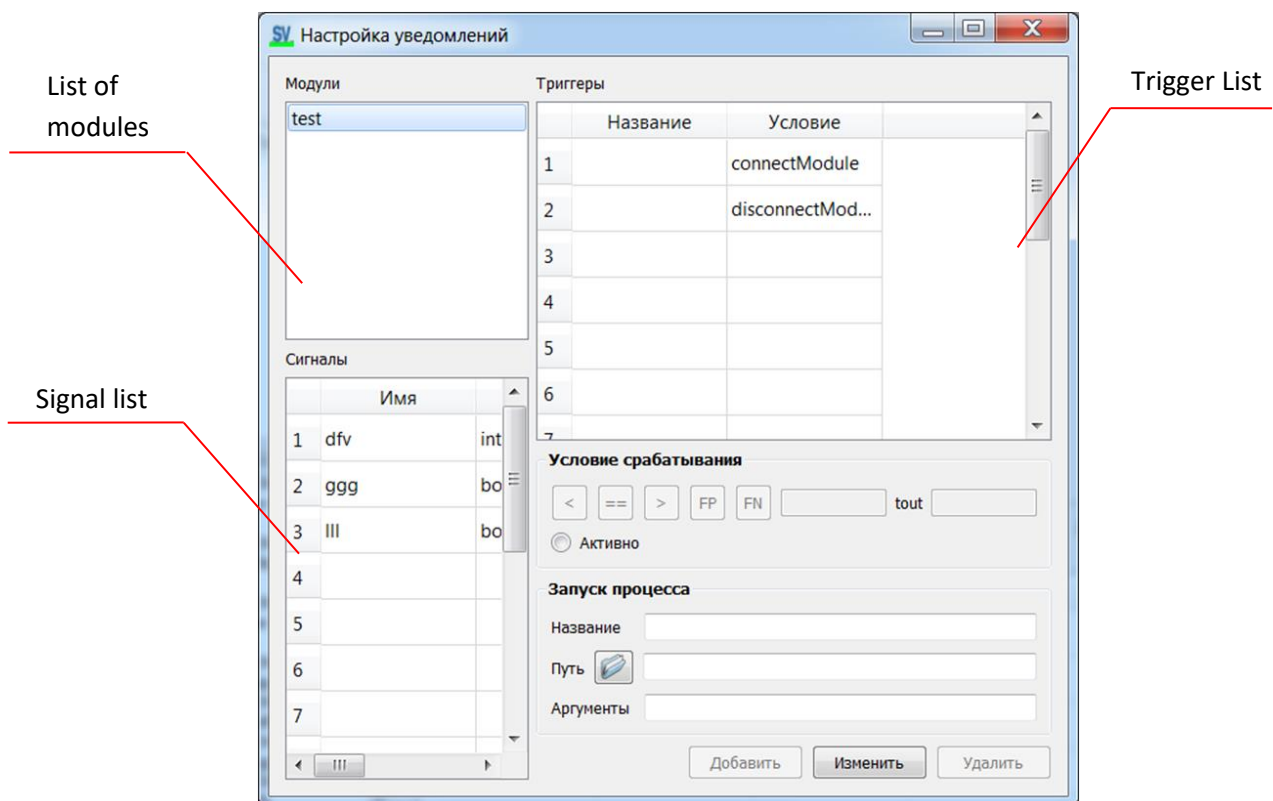 SV Настройка уведомлений
List of
modules
Trigger List
Модули
test
Триггеры
Название Условие
1 connectModule
2 disconnectMod...
3
4
5
6
7
Signal list
Сигналы
Имя
1 dfv int
2 ggg bo
3 lll bo
4
5
6
7
Условие срабатывания
< == > FP FN tout
Активно
Запуск процесса
Название
Путь
Аргументы
Добавить Изменить Удалить